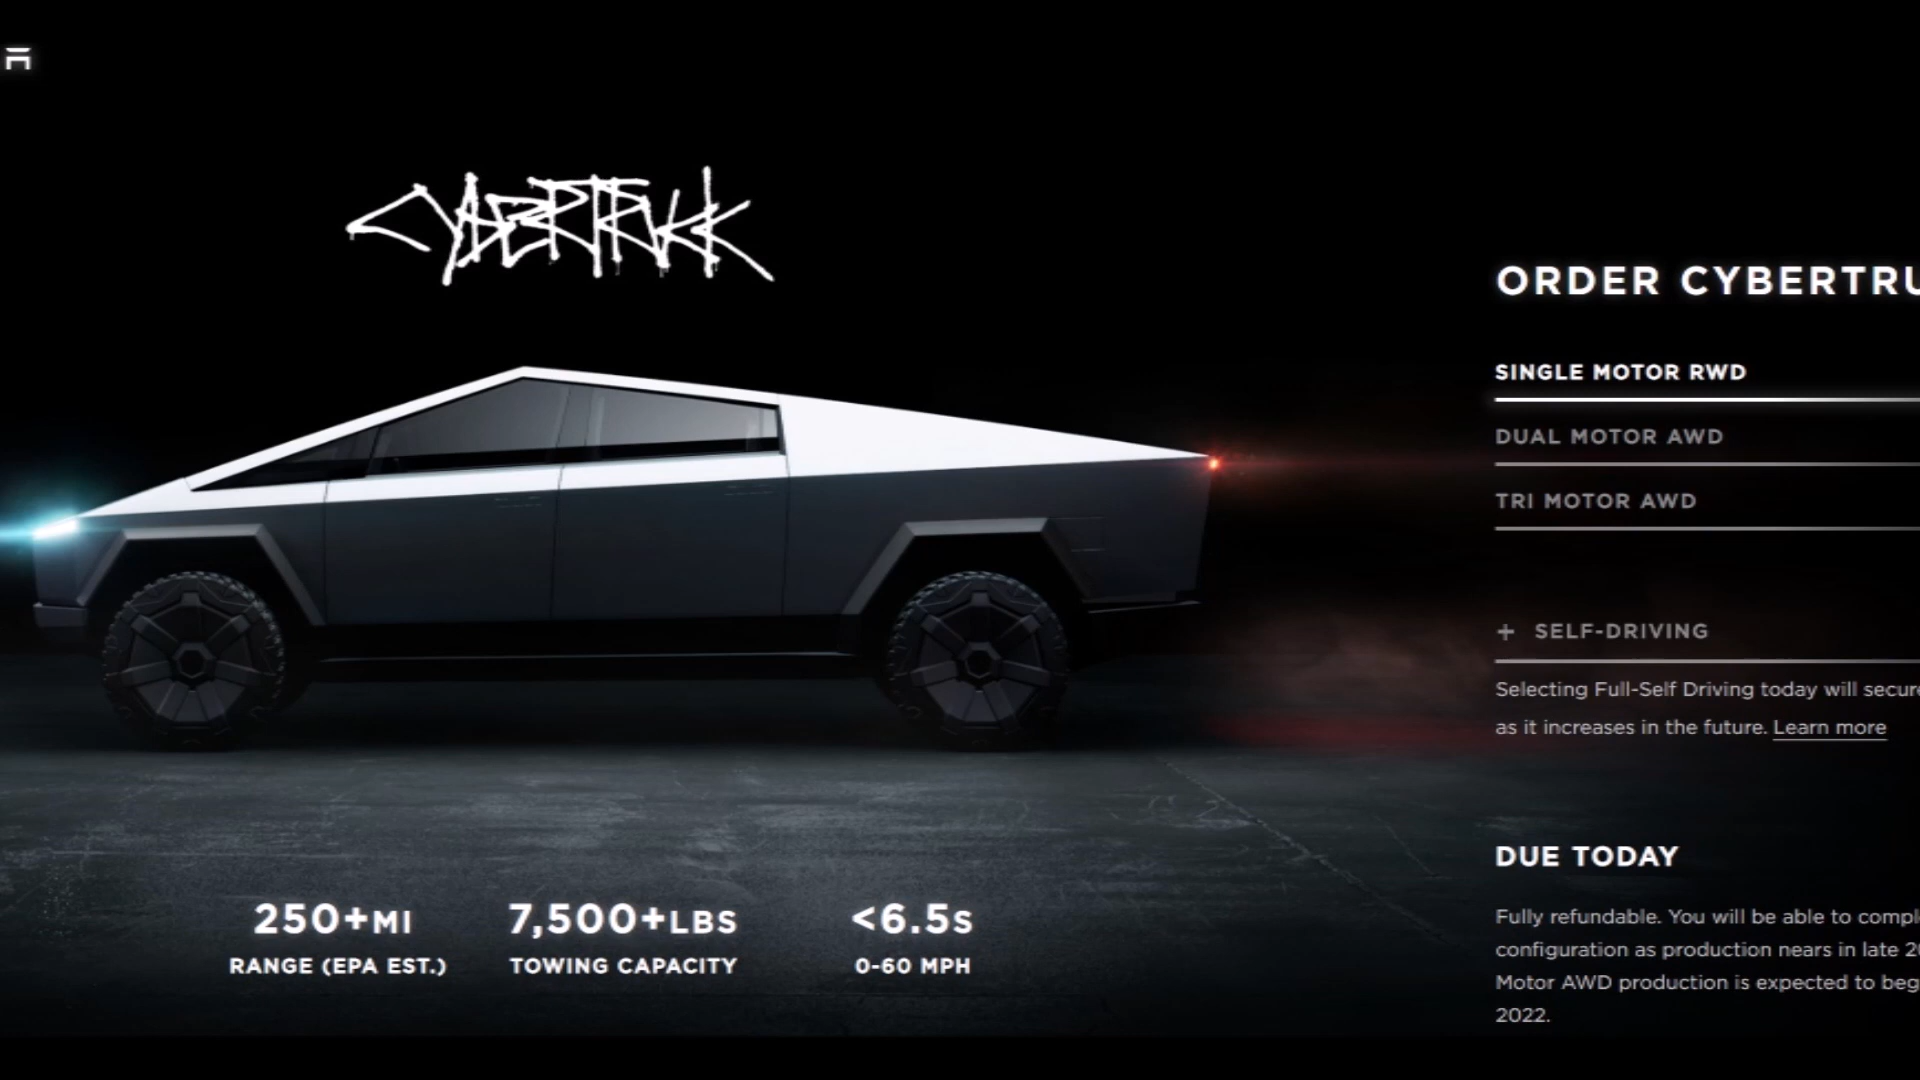 CYBERTRUCK
ORDER CYBERTRU
SINGLE MOTOR RWD
DUAL MOTOR AWD
TRI MOTOR AWD
+ SELF-DRIVING
Selecting Full-Self Driving today will secure
as it increases in the future. Learn more
DUE TODAY
Fully refundable. You will be able to compl
configuration as production nears in late 2
Motor AWD production is expected to beg
2022.
250+MI
RANGE (EPA EST.)
7,500+LBS
TOWING CAPACITY
<6.5S
0-60 MPH